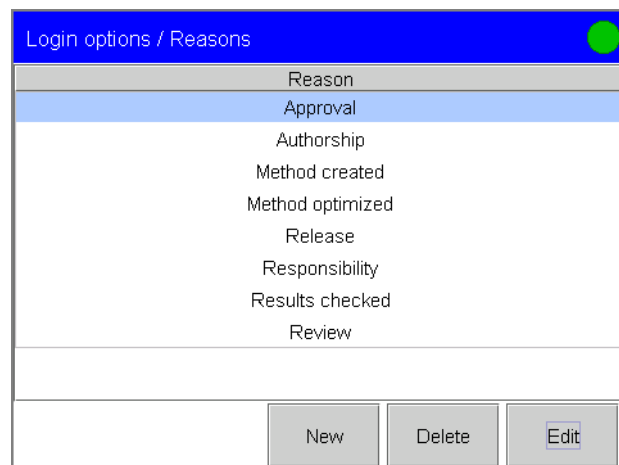 Login options / Reasons
Reason
Approval
Authorship
Method created
Method optimized
Release
Responsibility
Results checked
Review
New Delete Edit